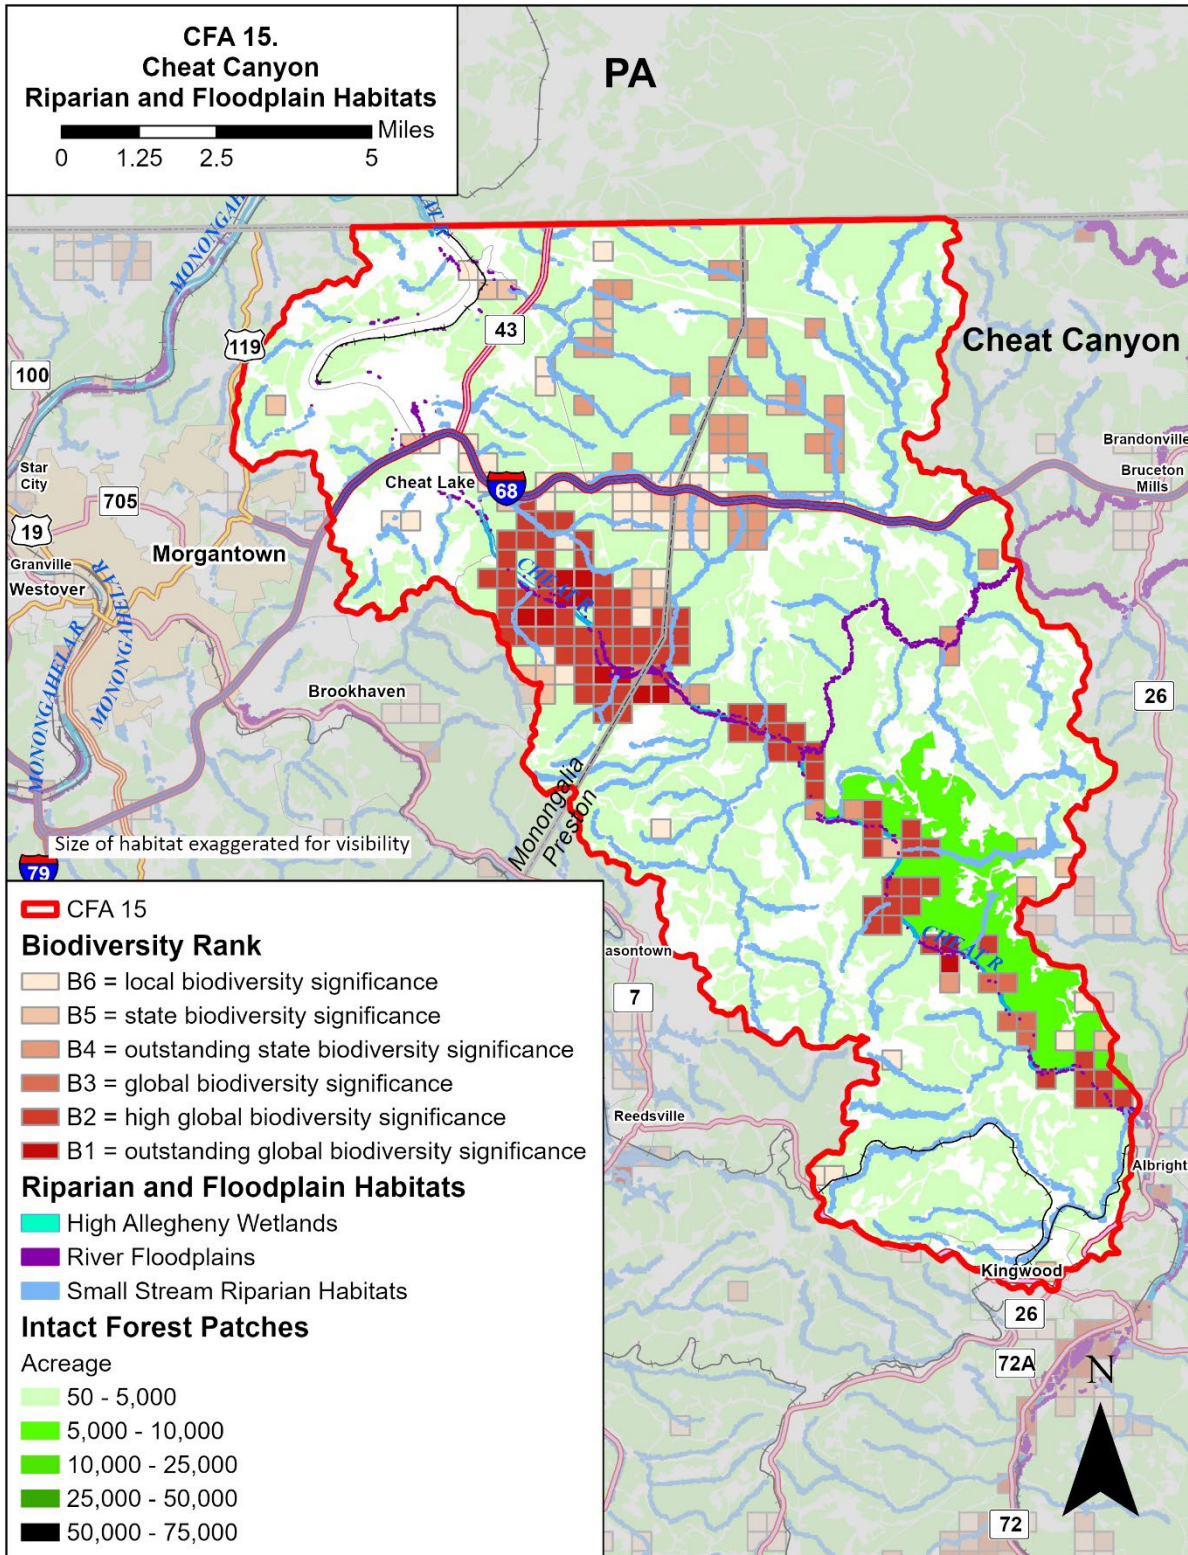 CFA 15.
Cheat Canyon
Riparian and Floodplain Habitats
Miles
0 1.25 2.5 5
PA
MONONGAH
AT R
43
119
Cheat Canyon
100
Star
City
705
19
Granville
Westover
Morgantown
Cheat Lake
68
Brandonville
Bruceton
Mills
CHEAT R
MONONGAHELA R
MONONGAHELA R
Brookhaven
26
Monongalia
Preston
Size of habitat exaggerated for visibility
79
asontown
7
CHEAT R
Reedsville
Albright
Kingwood
26
72A
N
72
CFA 15
Biodiversity Rank
B6 = local biodiversity significance
B5 = state biodiversity significance
B4 = outstanding state biodiversity significance
B3 = global biodiversity significance
B2 = high global biodiversity significance
B1 = outstanding global biodiversity significance
Riparian and Floodplain Habitats
High Allegheny Wetlands
River Floodplains
Small Stream Riparian Habitats
Intact Forest Patches
Acreage
50 - 5,000
5,000 - 10,000
10,000 - 25,000
25,000 - 50,000
50,000 - 75,000